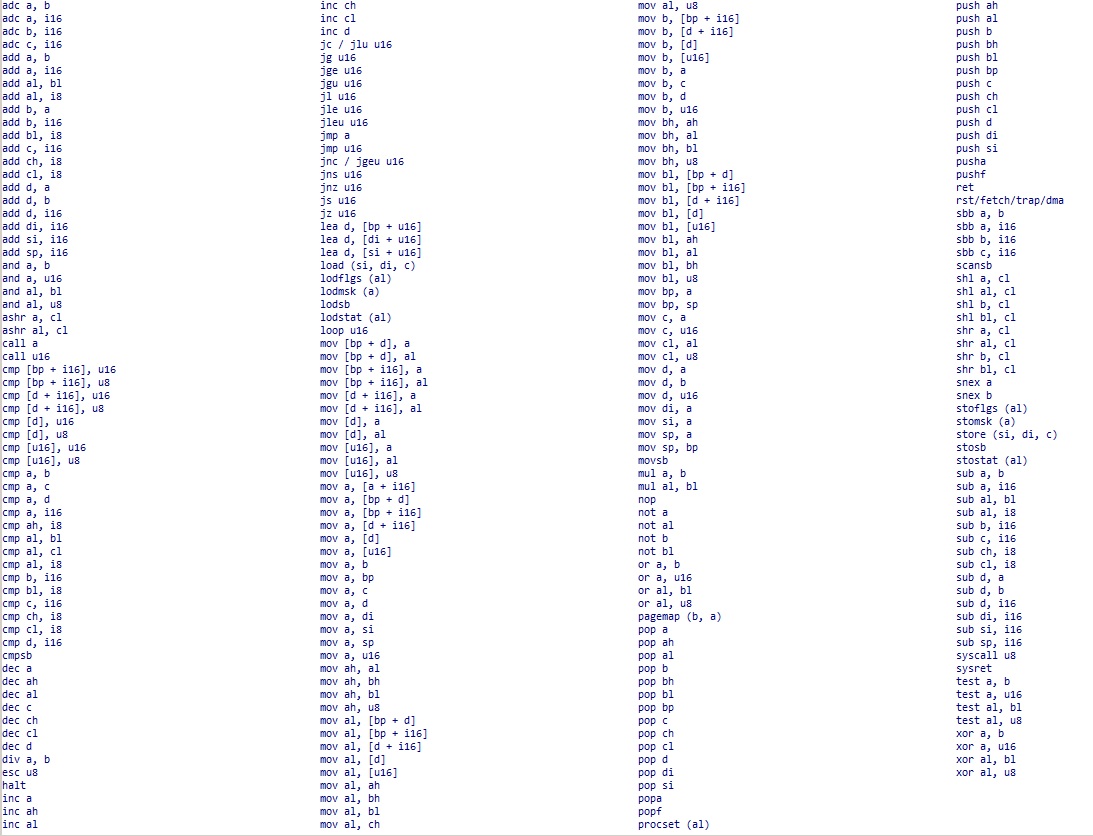 adc a, b
adc a, i16
adc b, i16
adc c, i16
add a, b
add a, i16
add al, bl
add al, i8
add b, a
add b, i16
add bl, i8
add c, i16
add ch, i8
add cl, i8
add d, a
add d, b
add d, i16
add di, i16
add si, i16
add sp, i16
and a, b
and a, u16
and al, bl
and al, u8
ashr a, cl
ashr al, cl
call a
call u16
cmp [bp + i16], u16
cmp [bp + i16], u8
cmp [d + i16], u16
cmp [d + i16], u8
cmp [d], u16
cmp [d], u8
cmp [u16], u16
cmp [u16], u8
cmp a, b
cmp a, c
cmp a, d
cmp a, i16
cmp ah, i8
cmp al, bl
cmp al, cl
cmp al, i8
cmp b, i16
cmp bl, i8
cmp c, i16
cmp ch, i8
cmp cl, i8
cmp d, i16
cmpsb
dec a
dec ah
dec al
dec c
dec ch
dec cl
dec d
div a, b
esc u8
halt
inc a
inc ah
inc al
inc ch
inc cl
inc d
jc / jlu u16
jg u16
jge u16
jgu u16
jl u16
jle u16
jleu u16
jmp a
jmp u16
jnc / jgeu u16
jns u16
jnz u16
js u16
jz u16
lea d, [bp + u16]
lea d, [di + u16]
lea d, [si + u16]
load (si, di, c)
lodflgs (al)
lodmsk (a)
lodsb
lodstat (al)
loop u16
mov [bp + d], a
mov [bp + d], al
mov [bp + i16], a
mov [bp + i16], al
mov [d + i16], a
mov [d + i16], al
mov [d], a
mov [d], al
mov [u16], a
mov [u16], al
mov [u16], u8
mov a, [a + i16]
mov a, [bp + d]
mov a, [bp + i16]
mov a, [d + i16]
mov a, [d]
mov a, [u16]
mov a, b
mov a, bp
mov a, c
mov a, d
mov a, di
mov a, si
mov a, sp
mov a, u16
mov ah, al
mov ah, bh
mov ah, bl
mov ah, u8
mov al, [bp + d]
mov al, [bp + i16]
mov al, [d + i16]
mov al, [d]
mov al, [u16]
mov al, ah
mov al, bh
mov al, bl
mov al, ch
mov al, u8
mov b, [bp + i16]
mov b, [d + i16]
mov b, [d]
mov b, [u16]
mov b, a
mov b, c
mov b, d
mov b, u16
mov bh, ah
mov bh, al
mov bh, bl
mov bh, u8
mov bl, [bp + d]
mov bl, [bp + i16]
mov bl, [d + i16]
mov bl, [d]
mov bl, [u16]
mov bl, ah
mov bl, al
mov bl, bh
mov bl, u8
mov bp, a
mov bp, sp
mov c, a
mov c, u16
mov cl, al
mov cl, u8
mov d, a
mov d, b
mov d, u16
mov di, a
mov si, a
mov sp, a
mov sp, bp
movsb
mul a, b
mul al, bl
nop
not a
not al
not b
not bl
or a, b
or a, u16
or al, bl
or al, u8
pagemap (b, a)
pop a
pop ah
pop al
pop b
pop bh
pop bl
pop bp
pop c
pop ch
pop cl
pop d
pop di
pop si
popa
popf
procset (al)
push ah
push al
push b
push bh
push bl
push bp
push c
push ch
push cl
push d
push di
push si
pusha
pushf
ret
rst/fetch/trap/dma
sbb a, b
sbb a, i16
sbb b, i16
sbb c, i16
scansb
shl a, cl
shl al, cl
shl b, cl
shl bl, cl
shr a, cl
shr al, cl
shr b, cl
shr bl, cl
snex a
snex b
stoflgs (al)
stomsk (a)
store (si, di, c)
stosb
stostat (al)
sub a, b
sub a, i16
sub al, bl
sub al, i8
sub b, i16
sub c, i16
sub ch, i8
sub cl, i8
sub d, a
sub d, b
sub d, i16
sub di, i16
sub si, i16
sub sp, i16
syscall u8
sysret
test a, b
test a, u16
test al, bl
test al, u8
xor a, b
xor a, u16
xor al, bl
xor al, u8